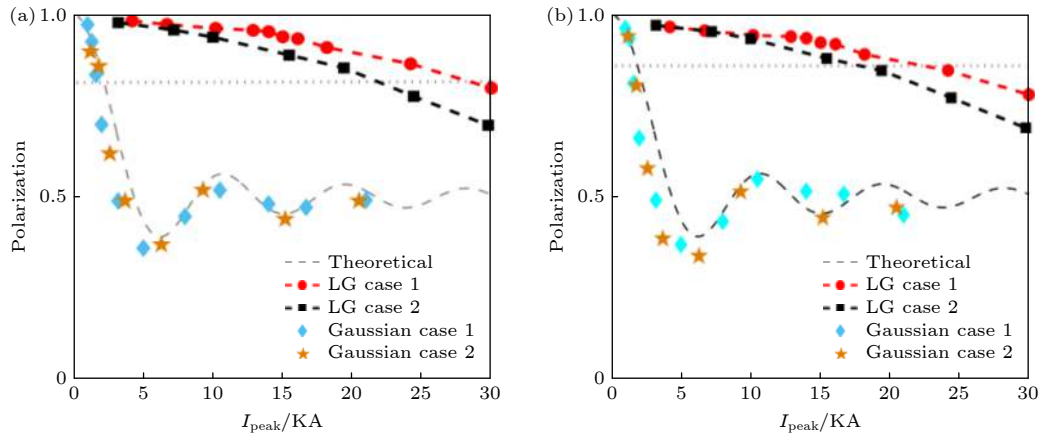 (a)
1.0
0.5
0
Polarization
Theoretical
LG case 1
LG case 2
Gaussian case 1
Gaussian case 2
0 5 10 15 20 25 30
Ipeak/KA
(b)
1.0
0.5
0
Polarization
Theoretical
LG case 1
LG case 2
Gaussian case 1
Gaussian case 2
0 5 10 15 20 25 30
Ipeak/KA